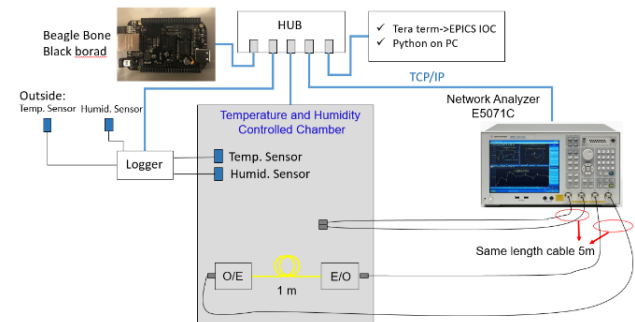 HUB
Beagle Bone
Black borad
✓ Tera term->EPICS IOC
✓ Python on PC
TCP/IP
Outside:
Temp. Sensor Humid. Sensor
Network Analyzer
E5071C
Temperature and Humidity
Controlled Chamber
Logger
Temp. Sensor
Humid. Sensor
Same length cable 5m
O/E
E/O
1 m